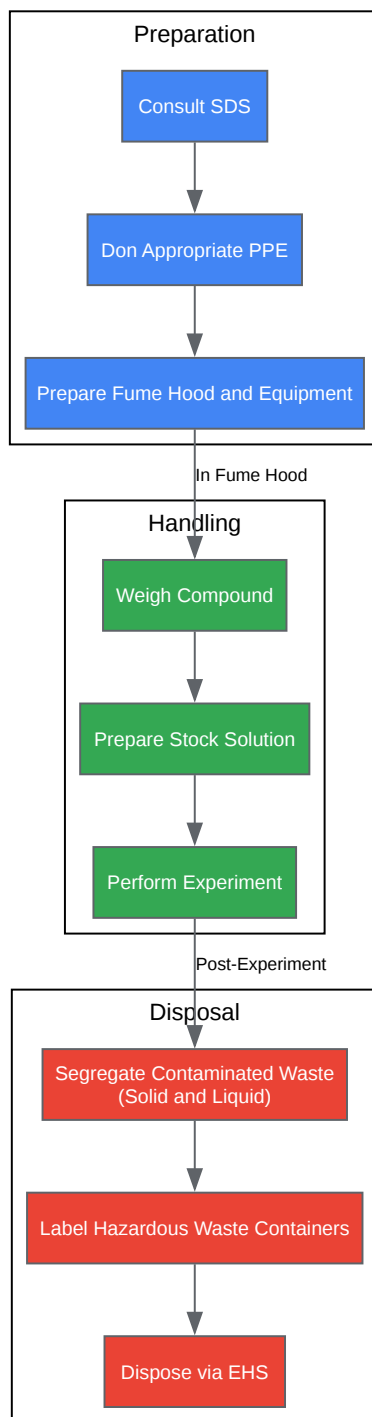 Preparation
Consult SDS
Don Appropriate PPE
Prepare Fume Hood and Equipment
In Fume Hood
Handling
Weigh Compound
Prepare Stock Solution
Perform Experiment
Post-Experiment
Disposal
Segregate Contaminated Waste
(Solid and Liquid)
Label Hazardous Waste Containers
Dispose via EHS